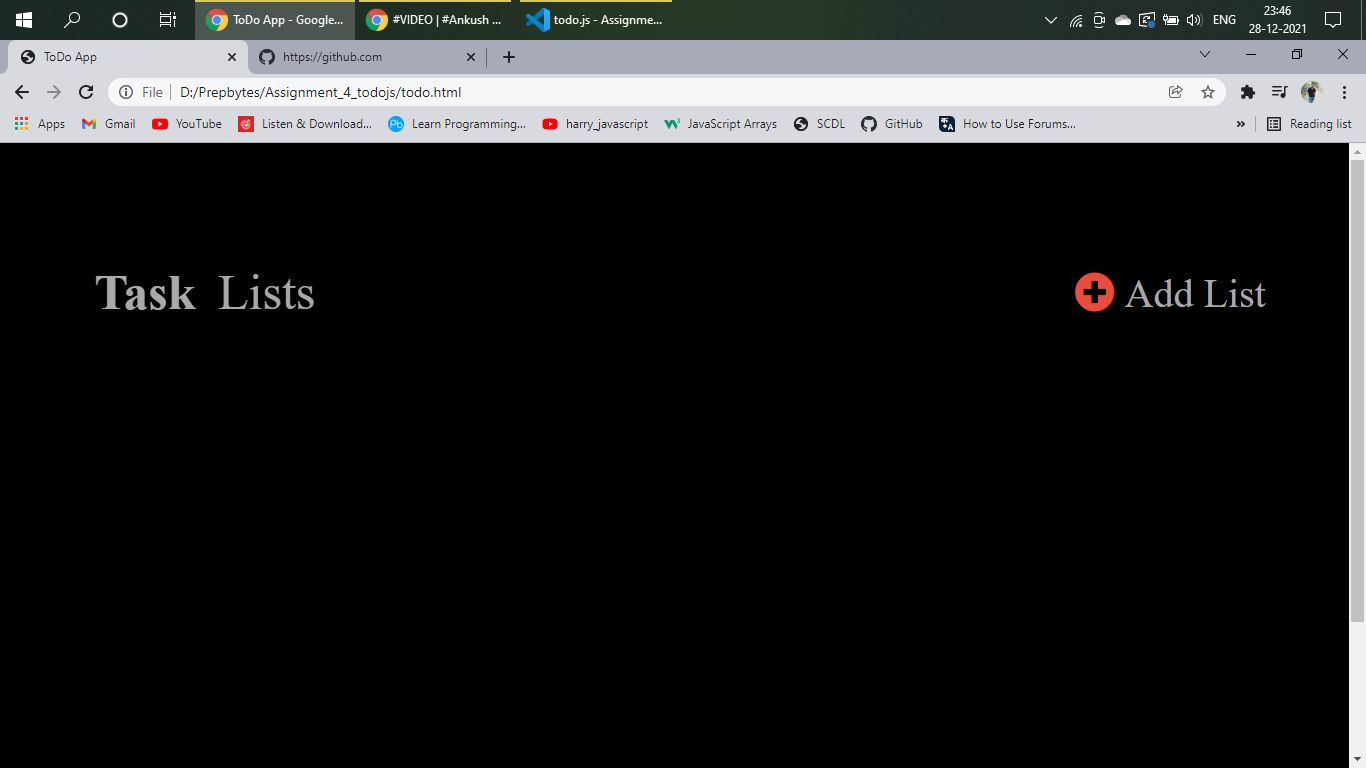 ToDo App - Google... #VIDEO | #Ankush ... todo.js - Assignme... ENG 23:46
28-12-2021
ToDo App https://github.com
File D:/Prepbytes/Assignment_4_todojs/todo.html
Apps Gmail YouTube Listen & Download... Learn Programming... harry_javascript JavaScript Arrays SCDL GitHub How to Use Forums... » Reading list
Task Lists Add List